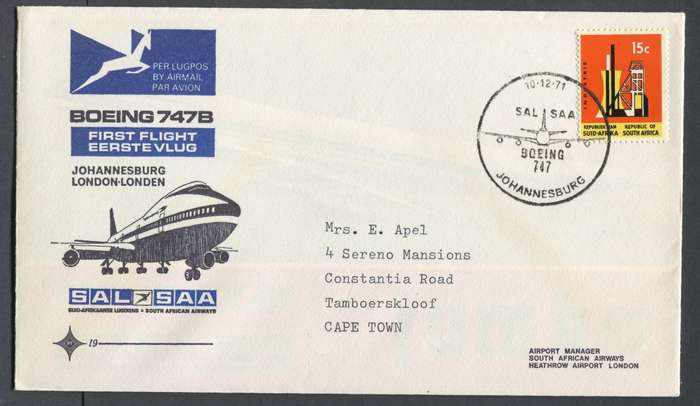 PER LUGPOS
BY AIRMAIL
PAR AVION
BOEING 747B
FIRST FLIGHT
EERSTE VLUG
JOHANNESBURG
LONDON-LONDEN
SAL SAA
SUID-AFRIKAANSE LUGDIENS • SOUTH AFRICAN AIRWAYS
19
10·12·71
SAL SAA
BOEING
747
JOHANNESBURG
15c
INDUSTRIE
REPUBLIEK VAN REPUBLIC OF
SUID-AFRIKA SOUTH AFRICA
Mrs. E. Apel
4 Sereno Mansions
Constantia Road
Tamboerskloof
CAPE TOWN
AIRPORT MANAGER
SOUTH AFRICAN AIRWAYS
HEATHROW AIRPORT LONDON